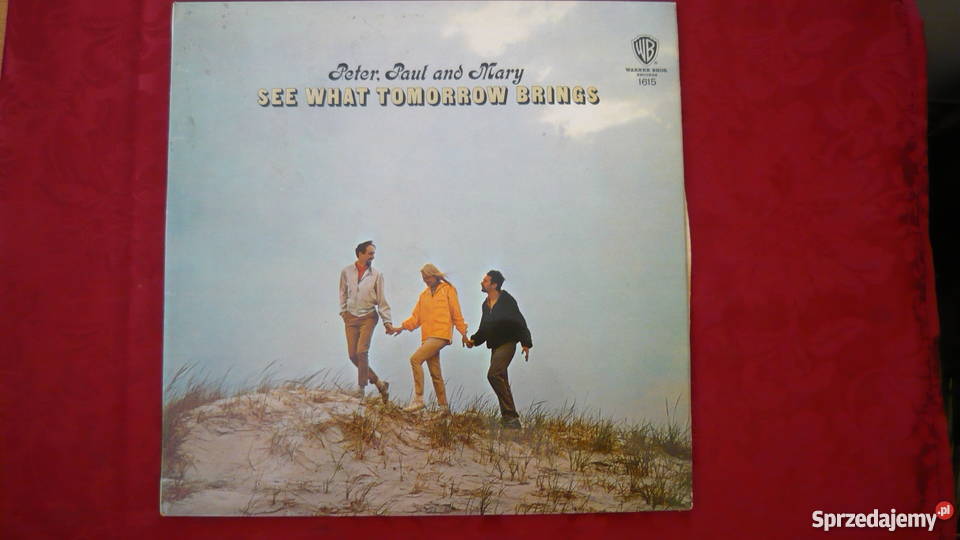 Peter, Paul and Mary
SEE WHAT TOMORROW BRINGS
WB
WARNER BROS.
RECORDS
1615
Sprzedajemy.pl